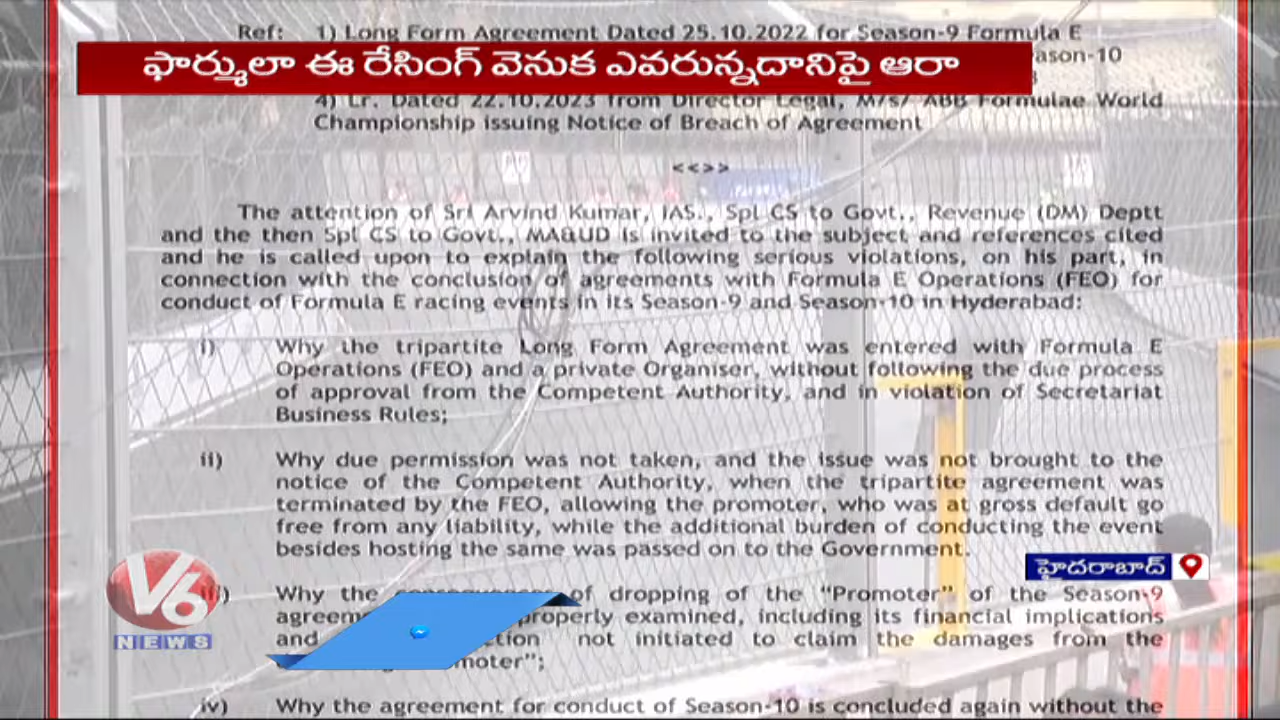 Ref: 1) Long Form Agreement Dated 25.10.2022 for Season-9 Formula E
ఫార్ములా ఈ రేసింగ్ వెనుక ఎవరున్నదానిపై ఆరా
ason-10
4) Lr. Dated 22.10.2023 from Director Legal, M/s/ ABB Formulae World
Championship issuing Notice of Breach of Agreement
<<>>
The attention of Sri Arvind Kumar, IAS., Spl CS to Govt., Revenue (DM) Deptt
and the then Spl CS to Govt., MA&UD is invited to the subject and references cited
and he is called upon to explain the following serious violations, on his part, in
connection with the conclusion of agreements with Formula E Operations (FEO) for
conduct of Formula E racing events in its Season-9 and Season-10 in Hyderabad:
i) Why the tripartite Long Form Agreement was entered with Formula E
Operations (FEO) and a private Organiser, without following the due process
of approval from the Competent Authority, and in violation of Secretariat
Business Rules;
ii) Why due permission was not taken, and the issue was not brought to the
notice of the Competent Authority, when the tripartite agreement was
terminated by the FEO, allowing the promoter, who was at gross default go
free from any liability, while the additional burden of conducting the event
besides hosting the same was passed on to the Government.
హైదరాబాద్
iii) Why the of dropping of the “Promoter” of the Season-9
agreem properly examined, including its financial implications
and tion not initiated to claim the damages from the
moter”;
iv) Why the agreement for conduct of Season-10 is concluded again without the
V6
NEWS